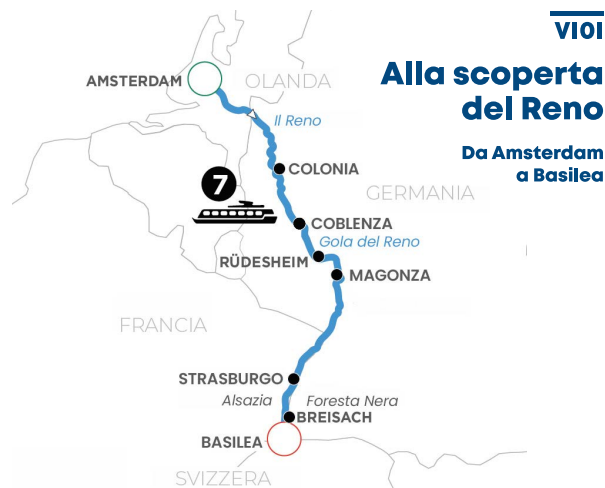 VI01
Alla scoperta
del Reno
Da Amsterdam
a Basilea
AMSTERDAM
OLANDA
Il Reno
COLONIA
7
GERMANIA
COBLENZA
Gola del Reno
RÜDESHEIM
MAGONZA
FRANCIA
STRASBURGO
Alsazia
Foresta Nera
BREISACH
BASILEA
SVIZZERA